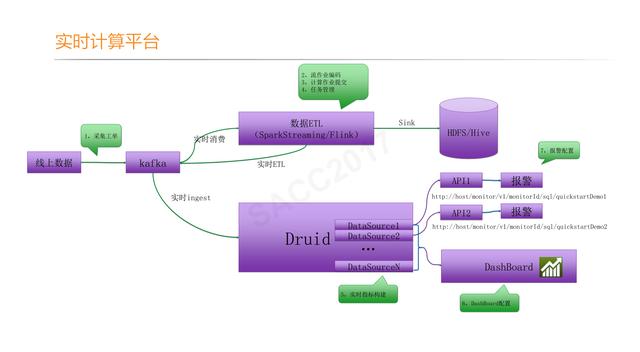 实时计算平台
2、流作业编码
3、计算作业提交
4、任务管理
1、采集工单
数据ETL
(SparkStreaming/Flink)
Sink
HDFS/Hive
实时消费
7、报警配置
线上数据
kafka
实时ETL
API1
报警
http://host/monitor/v1/monitorId/sql/quickstartDemo1
实时ingest
API2
报警
http://host/monitor/v1/monitorId/sql/quickstartDemo2
Druid
DataSource1
DataSource2
...
DataSourceN
DashBoard
5、实时指标构建
6、DashBoard配置
SACC2017